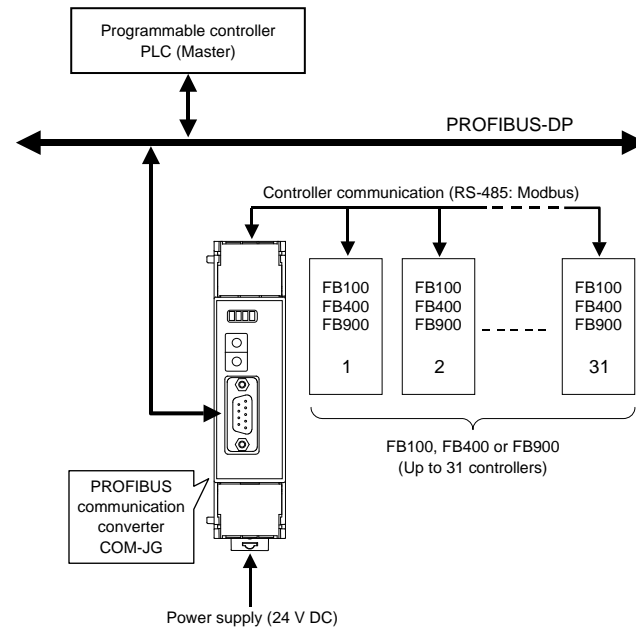 Programmable controller
PLC (Master)
PROFIBUS-DP
Controller communication (RS-485: Modbus)
FB100
FB400
FB900
1
FB100
FB400
FB900
2
FB100
FB400
FB900
31
FB100, FB400 or FB900
(Up to 31 controllers)
PROFIBUS
communication
converter
COM-JG
Power supply (24 V DC)